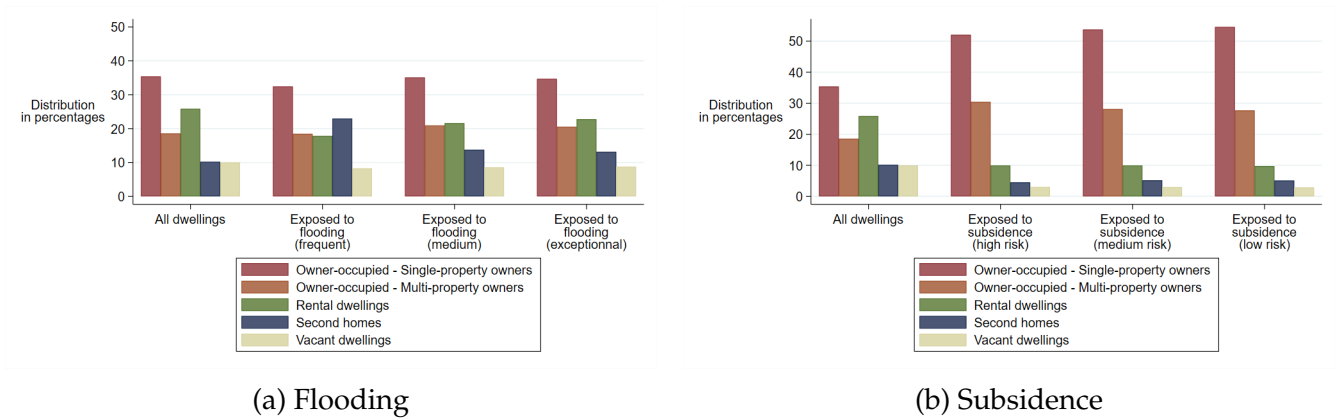 50
40
30
20
10
0
Distribution
in percentages
All dwellings
Exposed to
flooding
(frequent)
Exposed to
flooding
(medium)
Exposed to
flooding
(exceptionnal)
Owner-occupied - Single-property owners
Owner-occupied - Multi-property owners
Rental dwellings
Second homes
Vacant dwellings
(a) Flooding
50
40
30
20
10
0
Distribution
in percentages
All dwellings
Exposed to
subsidence
(high risk)
Exposed to
subsidence
(medium risk)
Exposed to
subsidence
(low risk)
Owner-occupied - Single-property owners
Owner-occupied - Multi-property owners
Rental dwellings
Second homes
Vacant dwellings
(b) Subsidence